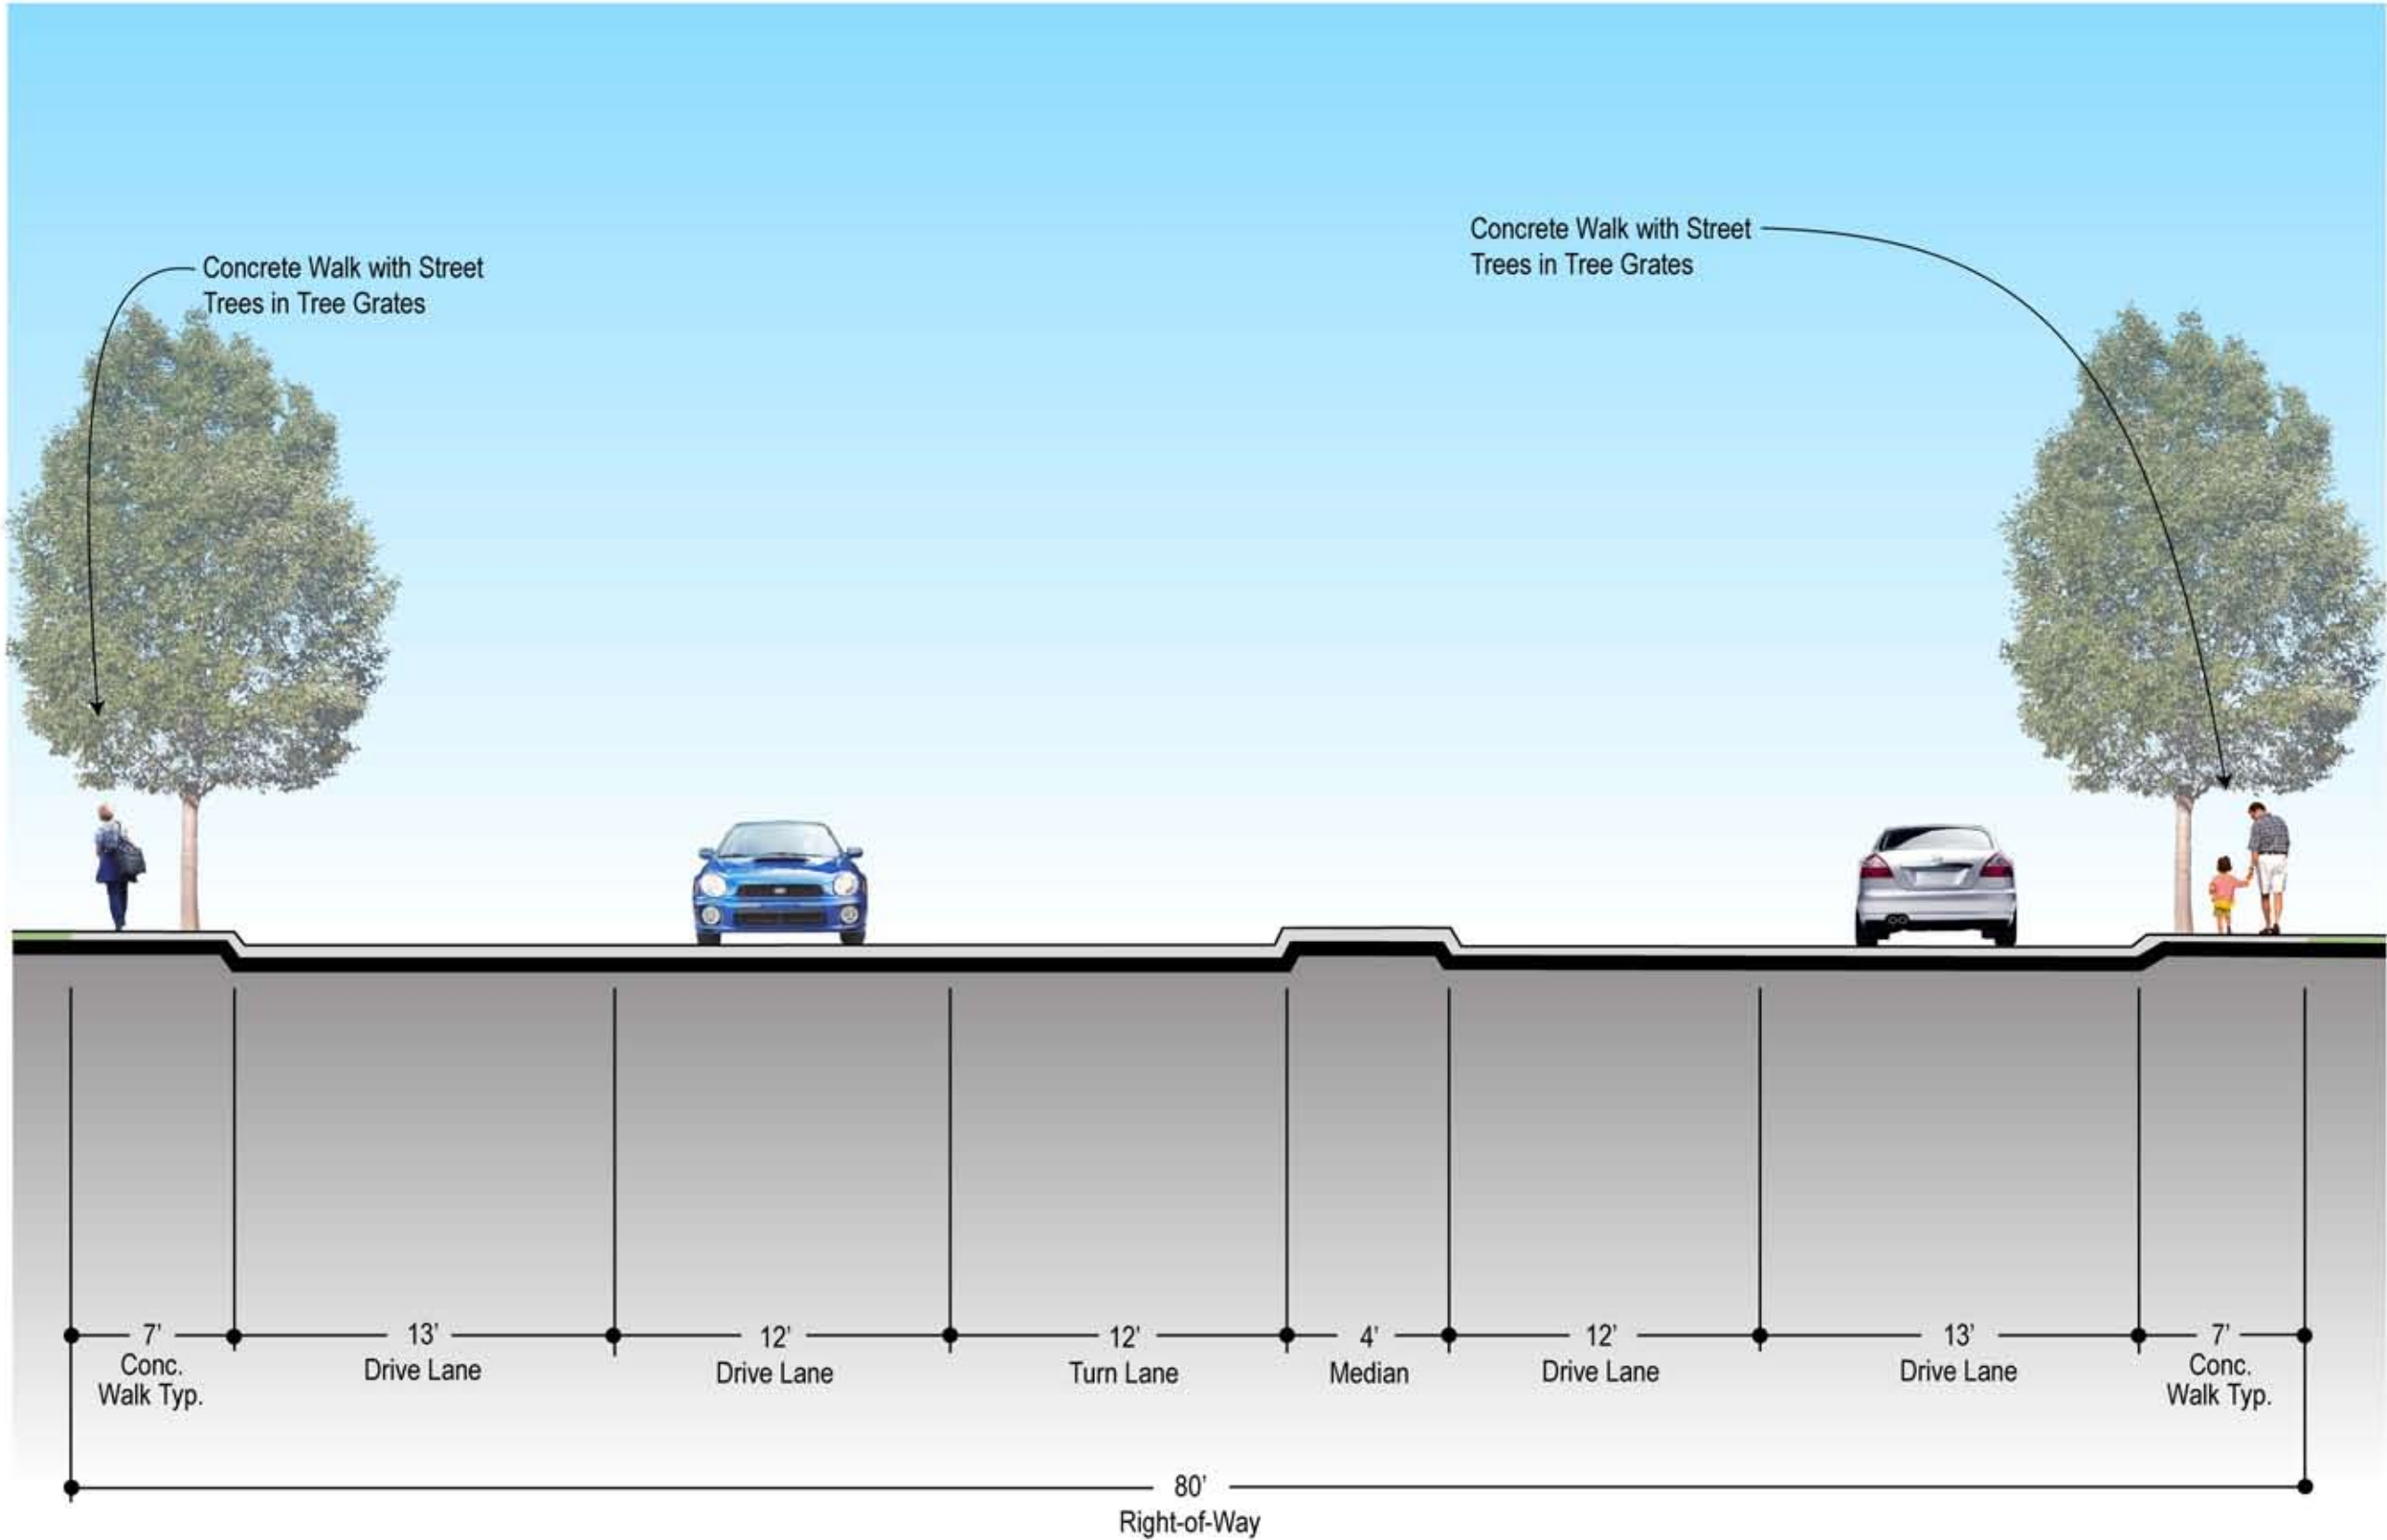 Concrete Walk with Street
Trees in Tree Grates
Concrete Walk with Street
Trees in Tree Grates
7'
Conc.
Walk Typ.
13'
Drive Lane
12'
Drive Lane
12'
Turn Lane
4'
Median
12'
Drive Lane
13'
Drive Lane
7'
Conc.
Walk Typ.
80'
Right-of-Way